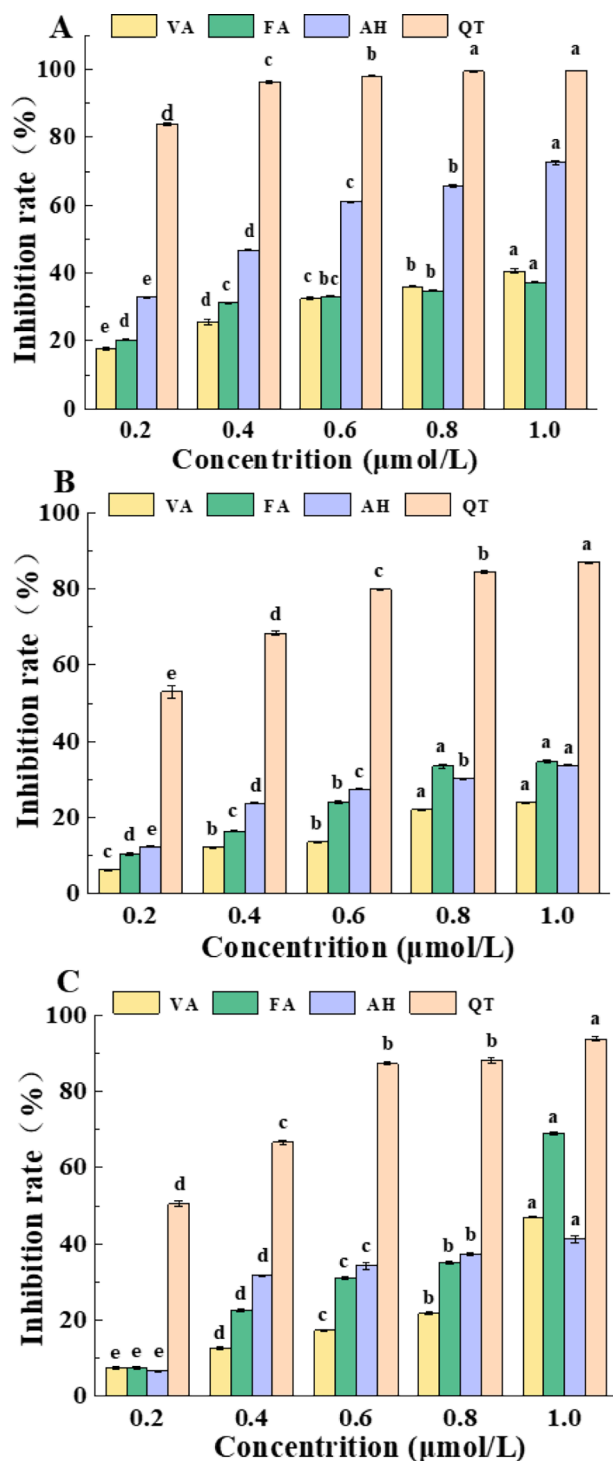 A
VA FA AH QT
Inhibition rate（%）
100
80
60
40
20
0
e d e d
d c d c
c bc c b
b b b a
a a a a
0.2 0.4 0.6 0.8 1.0
Concentrition (μmol/L)
B
VA FA AH QT
Inhibition rate（%）
100
80
60
40
20
0
c d e e
b c d d
b b c c
a a b b
a a a a
0.2 0.4 0.6 0.8 1.0
Concentrition (μmol/L)
C
VA FA AH QT
Inhibition rate（%）
100
80
60
40
20
0
e e e d
d d d c
c c c b
b b b b
a a a a
0.2 0.4 0.6 0.8 1.0
Concentrition (μmol/L)